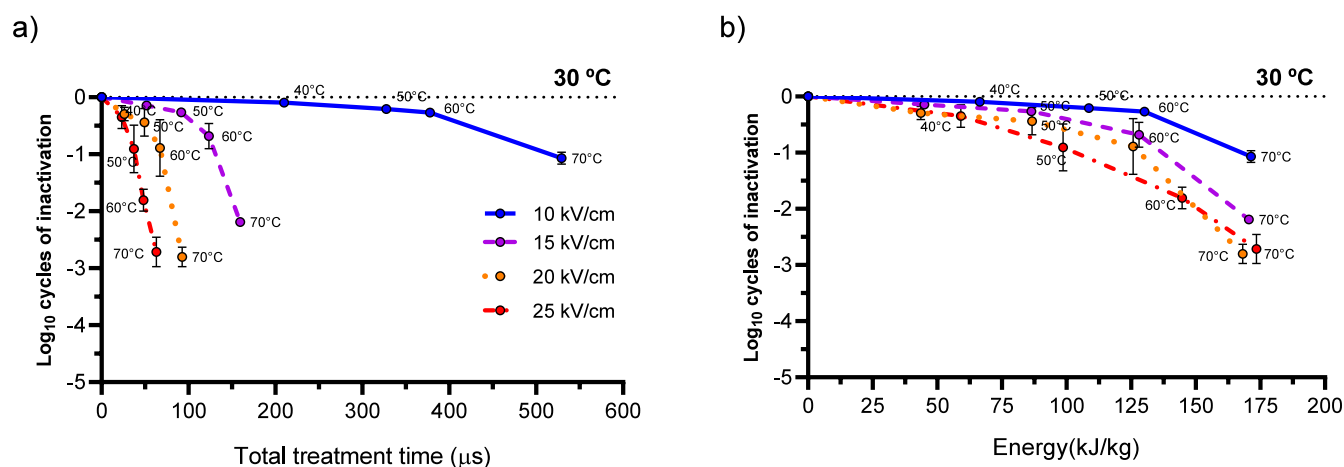 a)
30 ºC
Log10 cycles of inactivation
0
-1
-2
-3
-4
-5
0 100 200 300 400 500 600
Total treatment time (μs)
40°C
50°C
60°C
70°C
40°C
50°C
60°C
70°C
50°C
60°C
70°C
50°C
60°C
70°C
10 kV/cm
15 kV/cm
20 kV/cm
25 kV/cm
b)
30 ºC
Log10 cycles of inactivation
0
-1
-2
-3
-4
-5
0 25 50 75 100 125 150 175 200
Energy(kJ/kg)
40°C
50°C
60°C
70°C
40°C
50°C
50°C
50°C
60°C
60°C
70°C
70°C